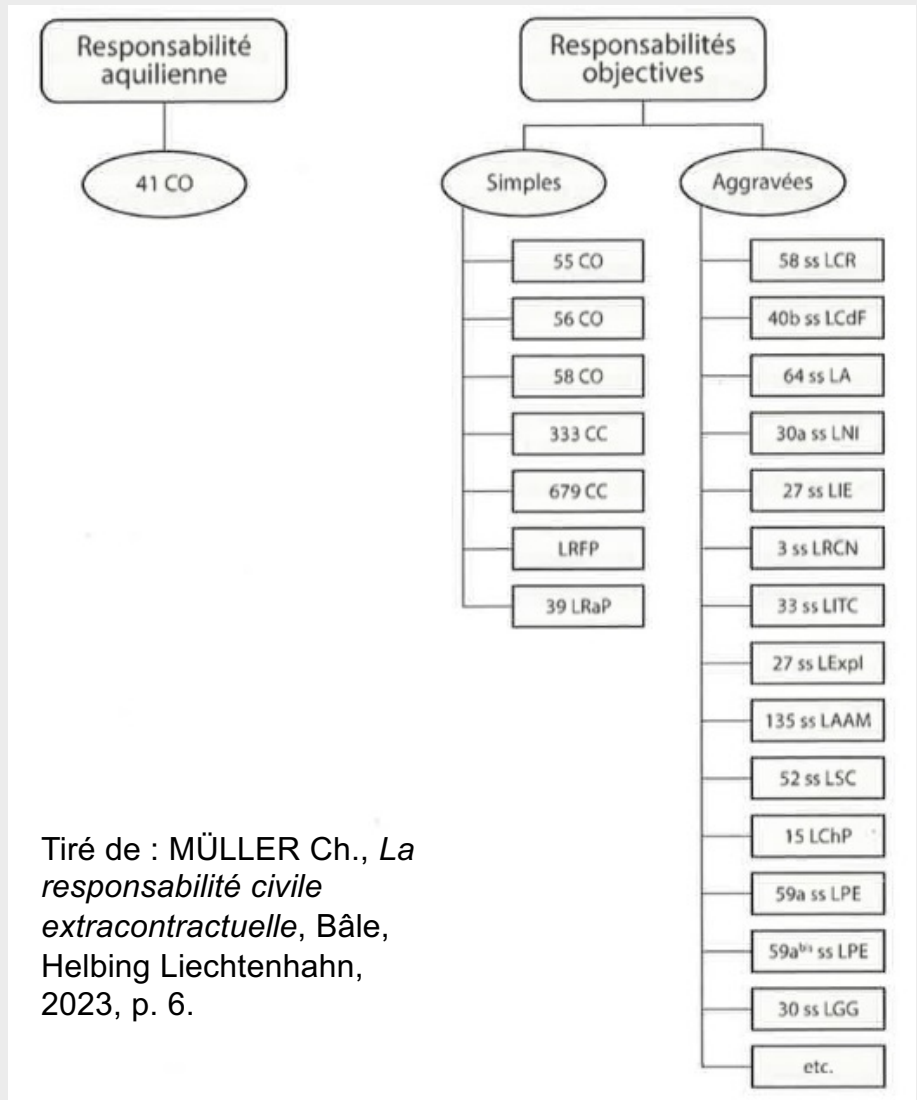 Responsabilité
aquilienne
41 CO
Responsabilités
objectives
Simples
55 CO
56 CO
58 CO
333 CC
679 CC
LRFP
39 LRaP
Aggravées
58 ss LCR
40b ss LCdF
64 ss LA
30a ss LNI
27 ss LIE
3 ss LRCN
33 ss LITC
27 ss LExpl
135 ss LAAM
52 ss LSC
15 LChP
59a ss LPE
59aᵇⁱˢ ss LPE
30 ss LGG
etc.
Tiré de : MÜLLER Ch., La
responsabilité civile
extracontractuelle, Bâle,
Helbing Liechtenhahn,
2023, p. 6.